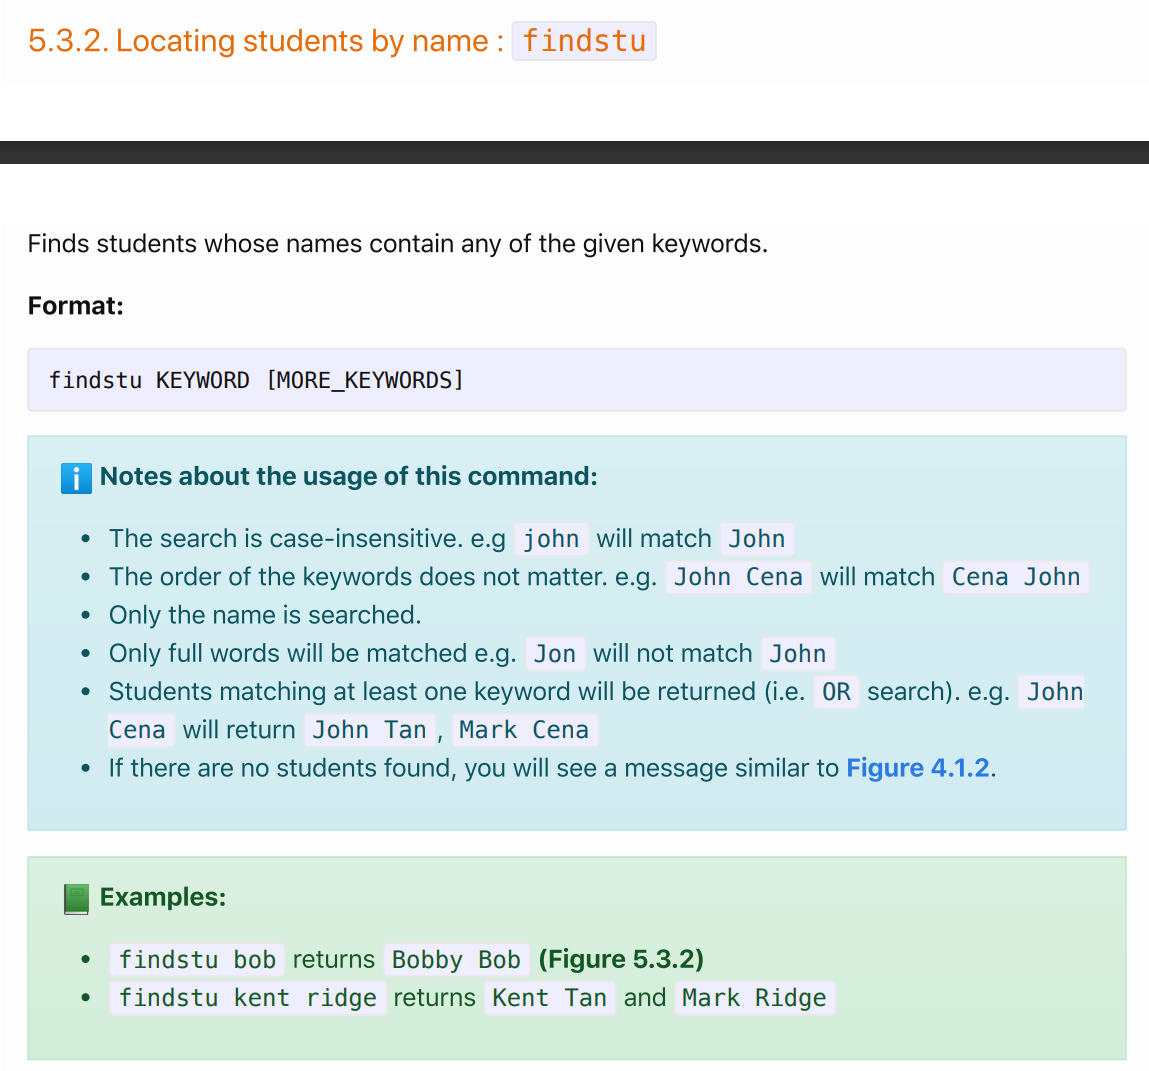 5.3.2. Locating students by name : findstu
Finds students whose names contain any of the given keywords.
Format:
findstu KEYWORD [MORE_KEYWORDS]
Notes about the usage of this command:
• The search is case-insensitive. e.g john will match John
• The order of the keywords does not matter. e.g. John Cena will match Cena John
• Only the name is searched.
• Only full words will be matched e.g. Jon will not match John
• Students matching at least one keyword will be returned (i.e. OR search). e.g. John
Cena will return John Tan, Mark Cena
• If there are no students found, you will see a message similar to Figure 4.1.2.
Examples:
• findstu bob returns Bobby Bob (Figure 5.3.2)
• findstu kent ridge returns Kent Tan and Mark Ridge